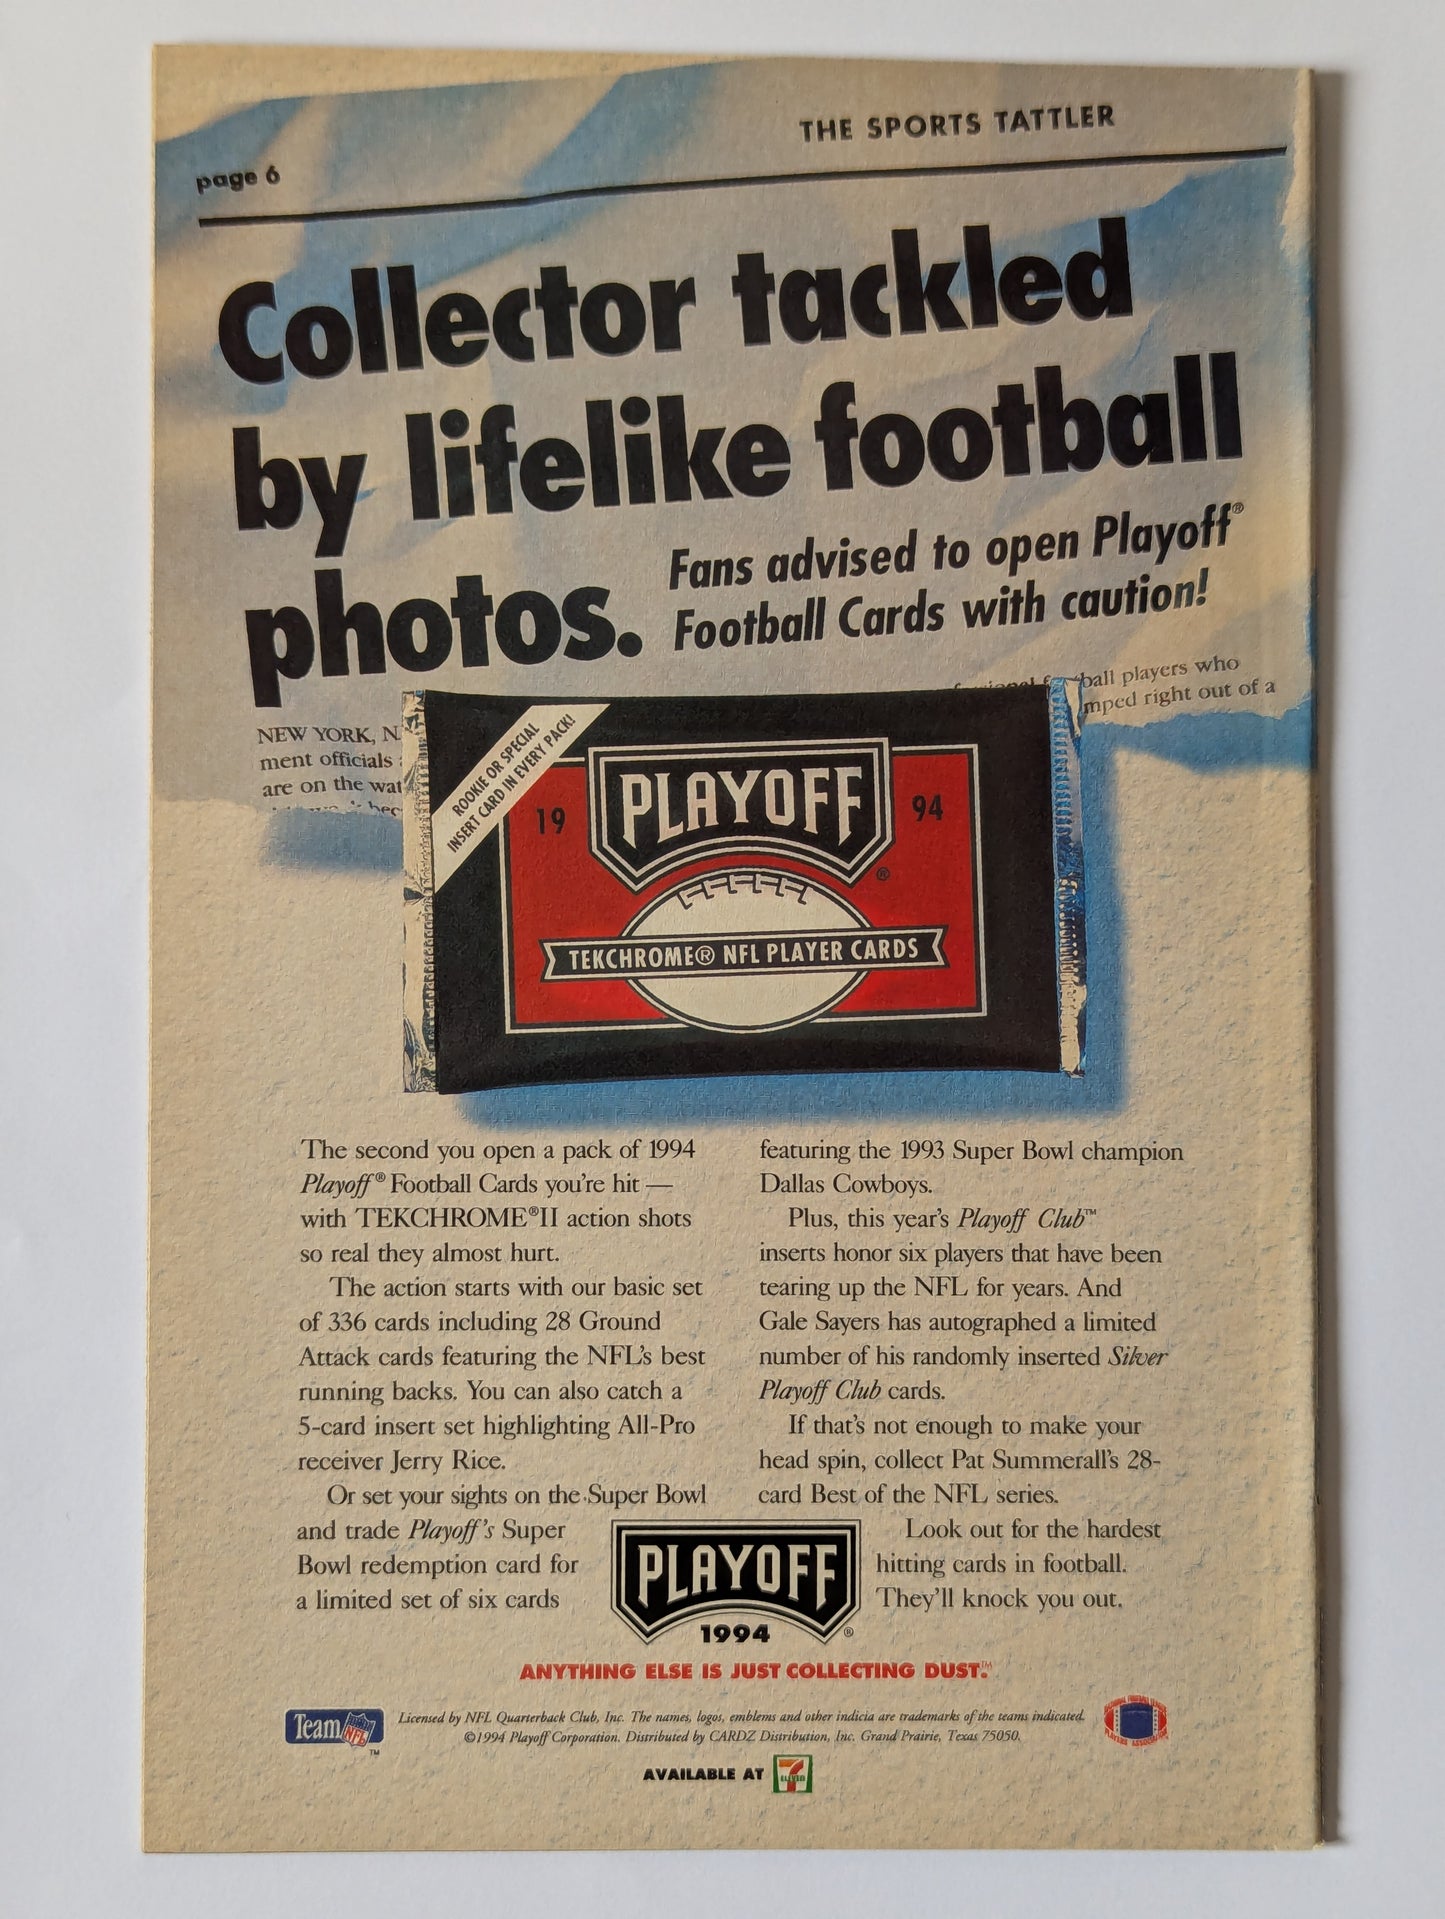 THE SPORTS TATTLER
page 6
Collector tackled
by lifelike football
photos.
Fans advised to open Playoff®
Football Cards with caution!
ball players who
mped right out of a
NEW YORK, N.
ment officials
are on the wat
ROOKIE OR SPECIAL
INSERT CARD IN EVERY PACK!
19 PLAYOFF 94
®
TEKCHROME® NFL PLAYER CARDS
The second you open a pack of 1994
Playoff® Football Cards you're hit —
with TEKCHROME®II action shots
so real they almost hurt.
The action starts with our basic set
of 336 cards including 28 Ground
Attack cards featuring the NFL's best
running backs. You can also catch a
5-card insert set highlighting All-Pro
receiver Jerry Rice.
Or set your sights on the Super Bowl
and trade Playoff's Super
Bowl redemption card for
a limited set of six cards
featuring the 1993 Super Bowl champion
Dallas Cowboys.
Plus, this year's Playoff Club™
inserts honor six players that have been
tearing up the NFL for years. And
Gale Sayers has autographed a limited
number of his randomly inserted Silver
Playoff Club cards.
If that's not enough to make your
head spin, collect Pat Summerall's 28-
card Best of the NFL series.
Look out for the hardest
hitting cards in football.
They'll knock you out.
PLAYOFF
1994 ®
ANYTHING ELSE IS JUST COLLECTING DUST.™
Team NFL ™
Licensed by NFL Quarterback Club, Inc. The names, logos, emblems and other indicia are trademarks of the teams indicated.
©1994 Playoff Corporation. Distributed by CARDZ Distribution, Inc. Grand Prairie, Texas 75050.
AVAILABLE AT 7 ELEVEN